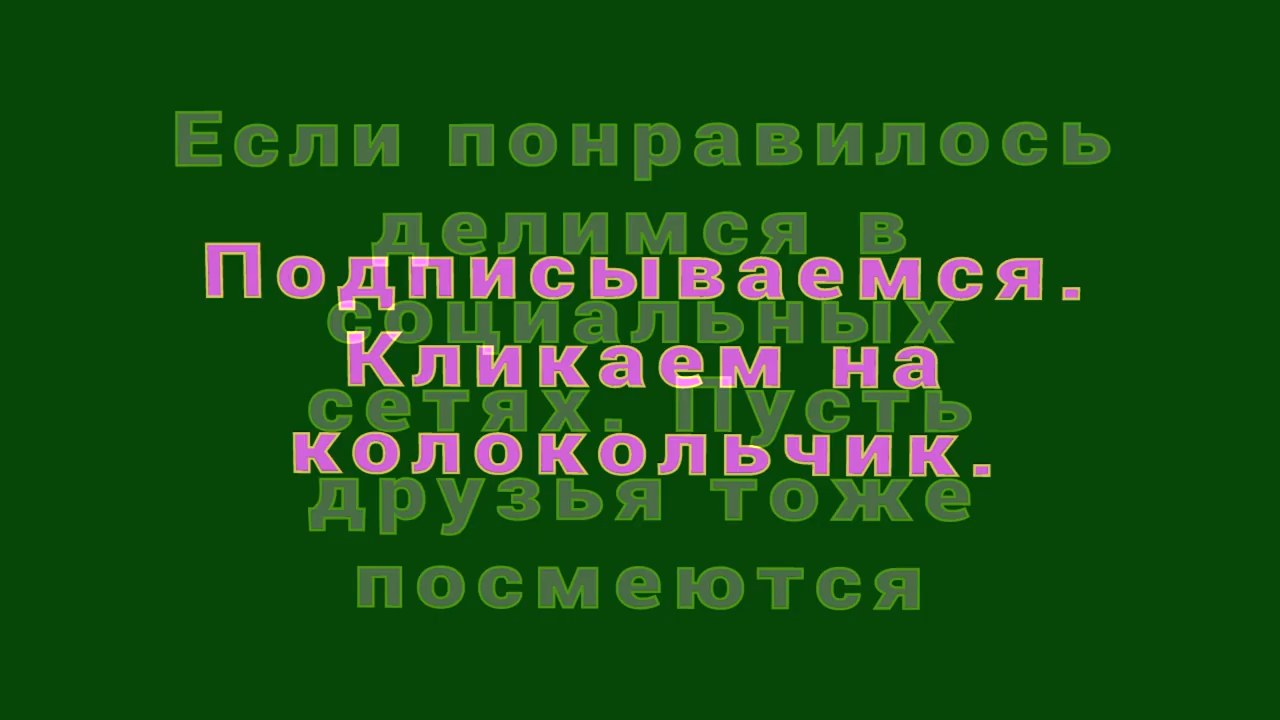 Если понравилось
делимся в
Подписываемся.
социальных
Кликаем на
сетях. Пусть
колокольчик.
друзья тоже
посмеются